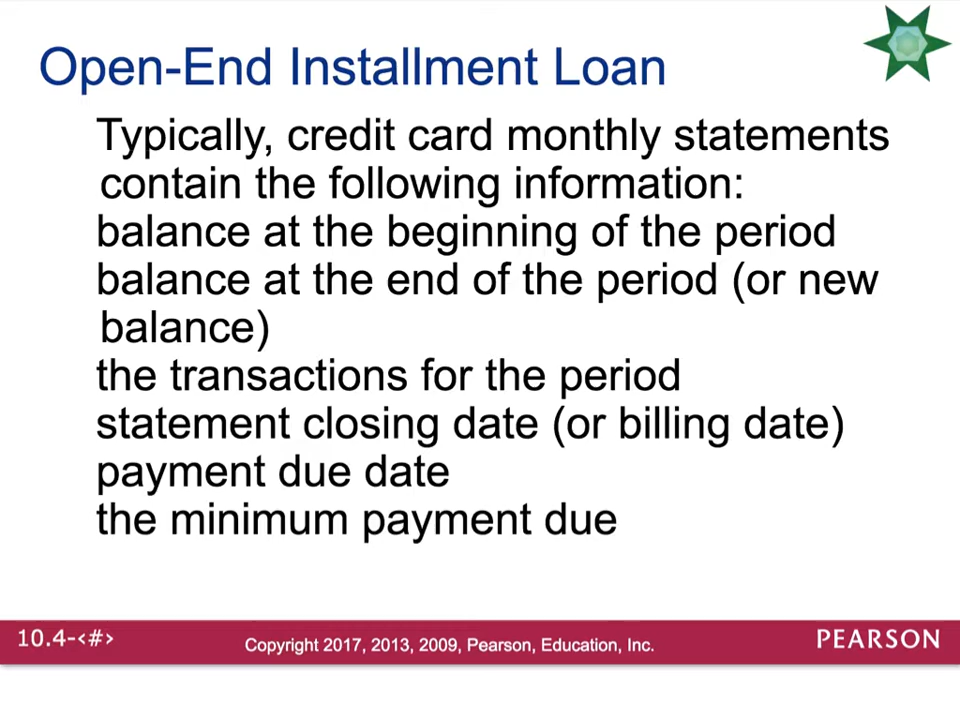 Open-End Installment Loan
Typically, credit card monthly statements
contain the following information:
balance at the beginning of the period
balance at the end of the period (or new
balance)
the transactions for the period
statement closing date (or billing date)
payment due date
the minimum payment due
10.4-<#>
Copyright 2017, 2013, 2009, Pearson, Education, Inc.
PEARSON